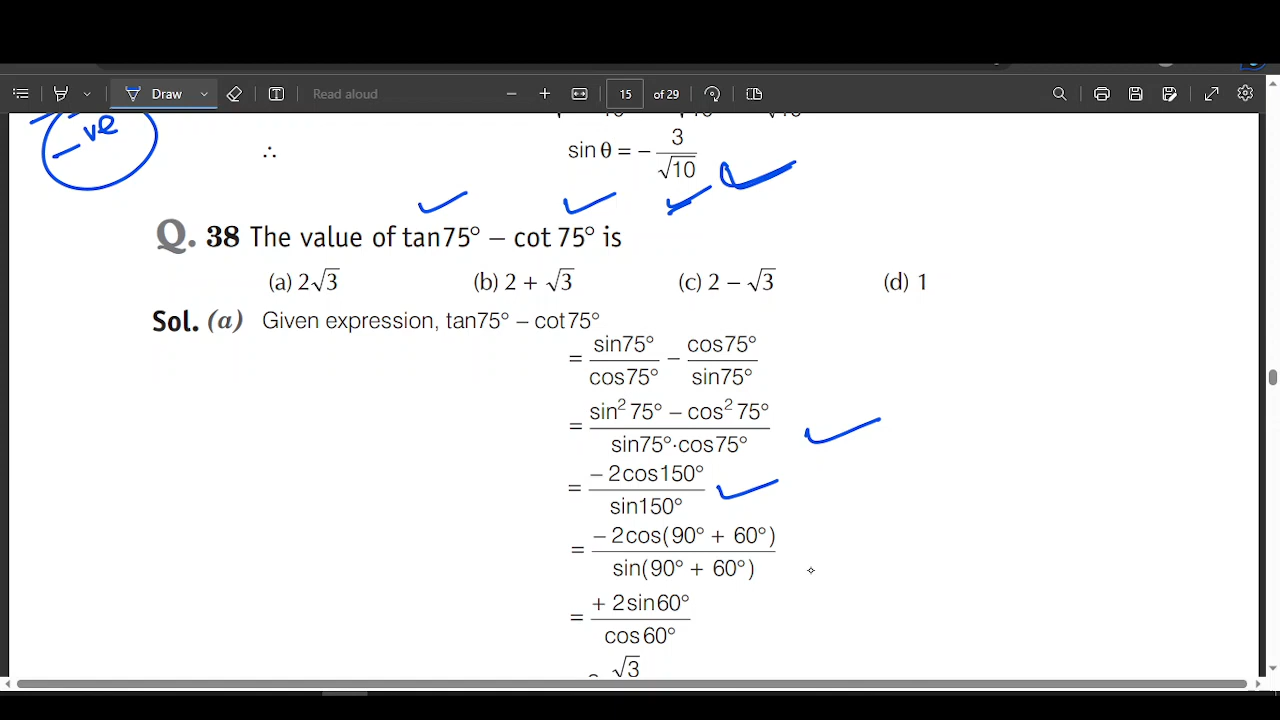 Draw
Read aloud
15 of 29
-ve
∴ sin θ = − 3/√10
Q. 38 The value of tan75° − cot 75° is
(a) 2√3 (b) 2 + √3 (c) 2 − √3 (d) 1
Sol. (a) Given expression, tan75° − cot75°
= sin75°/cos75° − cos75°/sin75°
= sin² 75° − cos² 75°/sin75°·cos75°
= − 2cos150°/sin150°
= − 2cos(90° + 60°)/sin(90° + 60°)
= + 2sin60°/cos60°
√3